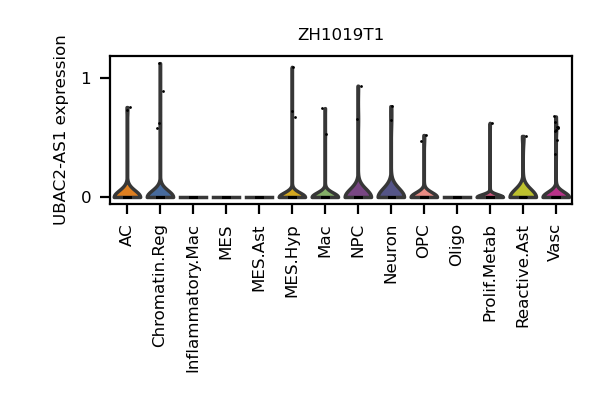 ZH1019T1
UBAC2-AS1 expression
1
0
AC
Chromatin.Reg
Inflammatory.Mac
MES
MES.Ast
MES.Hyp
Mac
NPC
Neuron
OPC
Oligo
Prolif.Metab
Reactive.Ast
Vasc